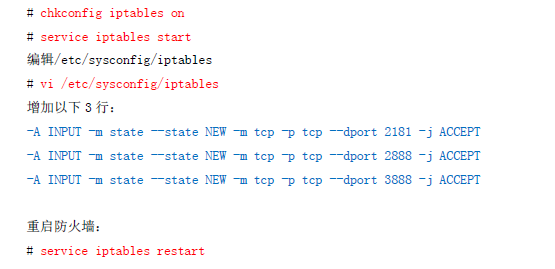 # chkconfig iptables on
# service iptables start
编辑/etc/sysconfig/iptables
# vi /etc/sysconfig/iptables
增加以下 3 行：
-A INPUT -m state --state NEW -m tcp -p tcp --dport 2181 -j ACCEPT
-A INPUT -m state --state NEW -m tcp -p tcp --dport 2888 -j ACCEPT
-A INPUT -m state --state NEW -m tcp -p tcp --dport 3888 -j ACCEPT
重启防火墙：
# service iptables restart